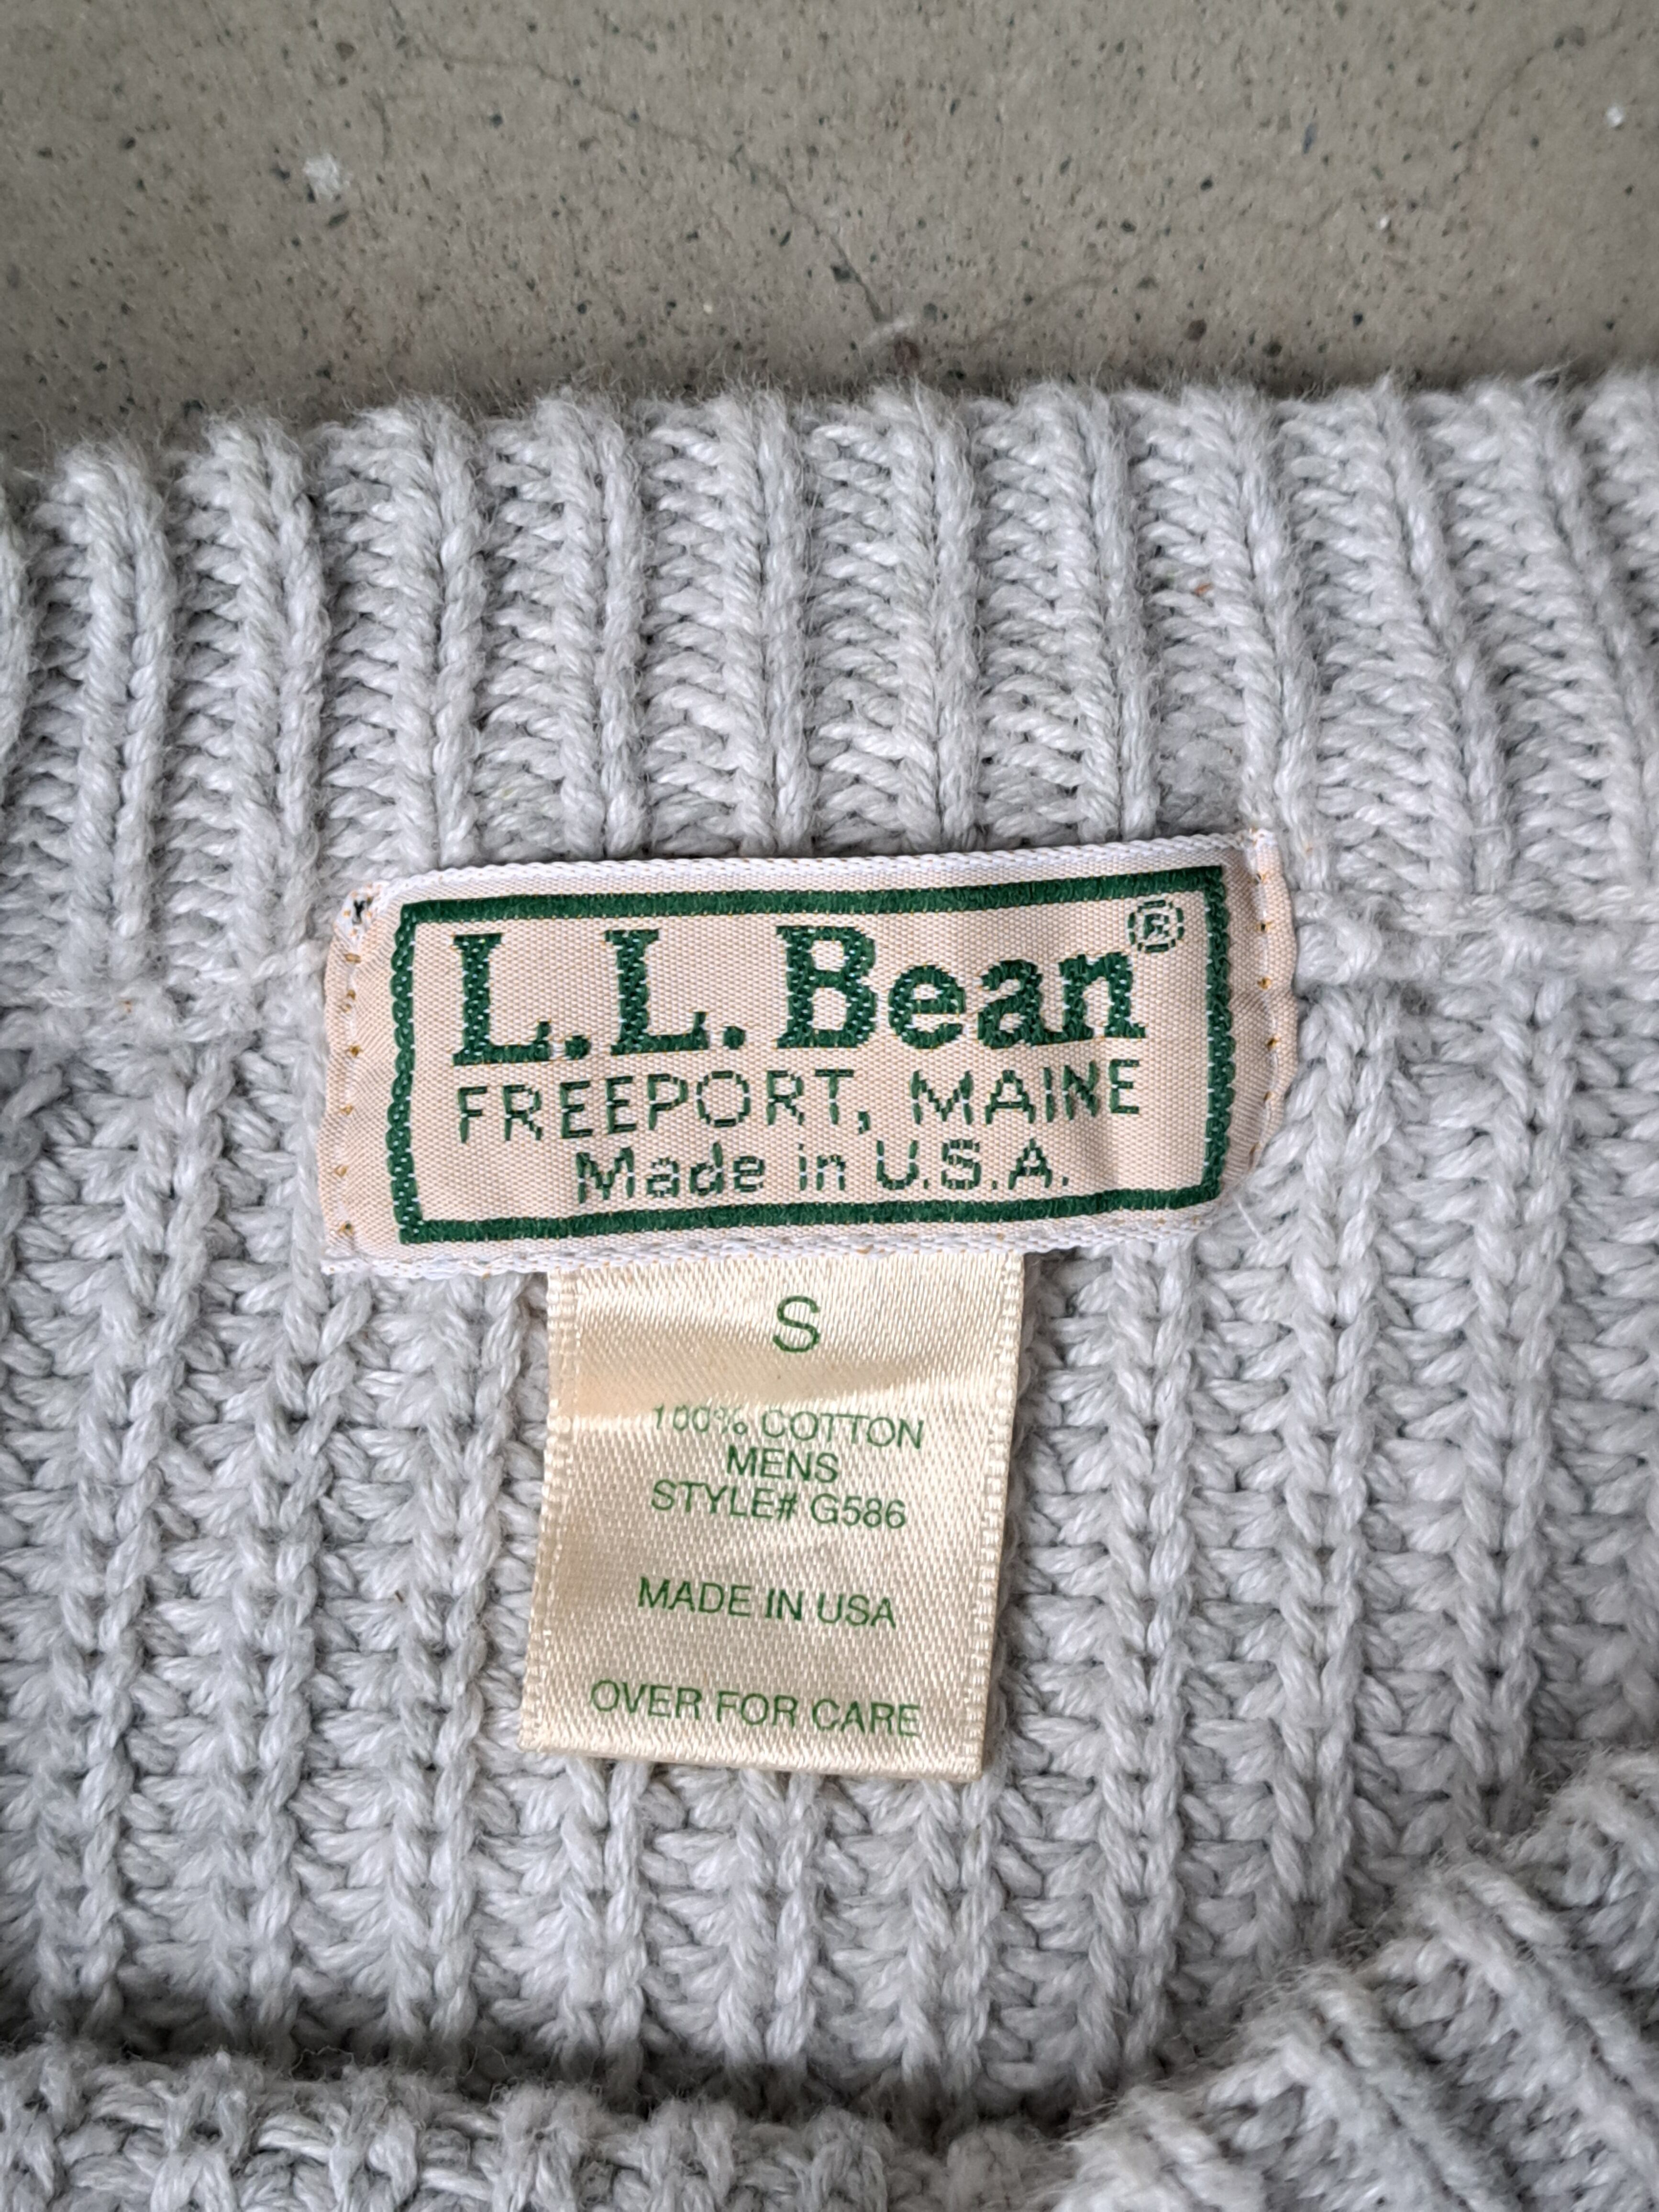 L.L.Bean®
FREEPORT, MAINE
Made in U.S.A.
S
100% COTTON
MENS
STYLE# G586
MADE IN USA
OVER FOR CARE